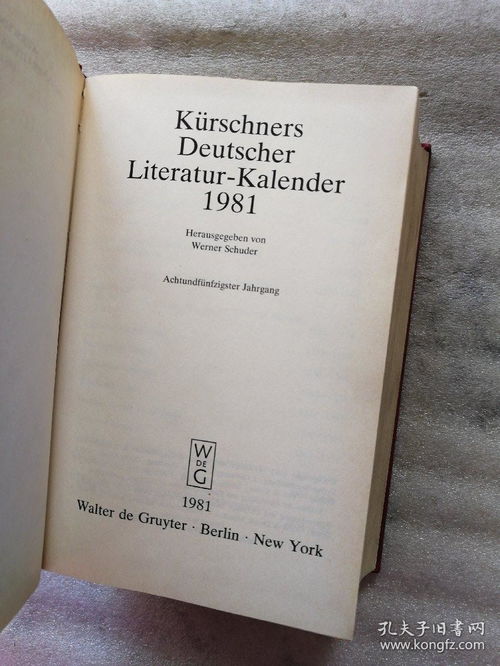 Kürschners
Deutscher
Literatur-Kalender
1981
Herausgegeben von
Werner Schuder
Achtundfünfzigster Jahrgang
W
DE
G
1981
Walter de Gruyter · Berlin · New York
孔夫子旧书网
www.kongfz.com